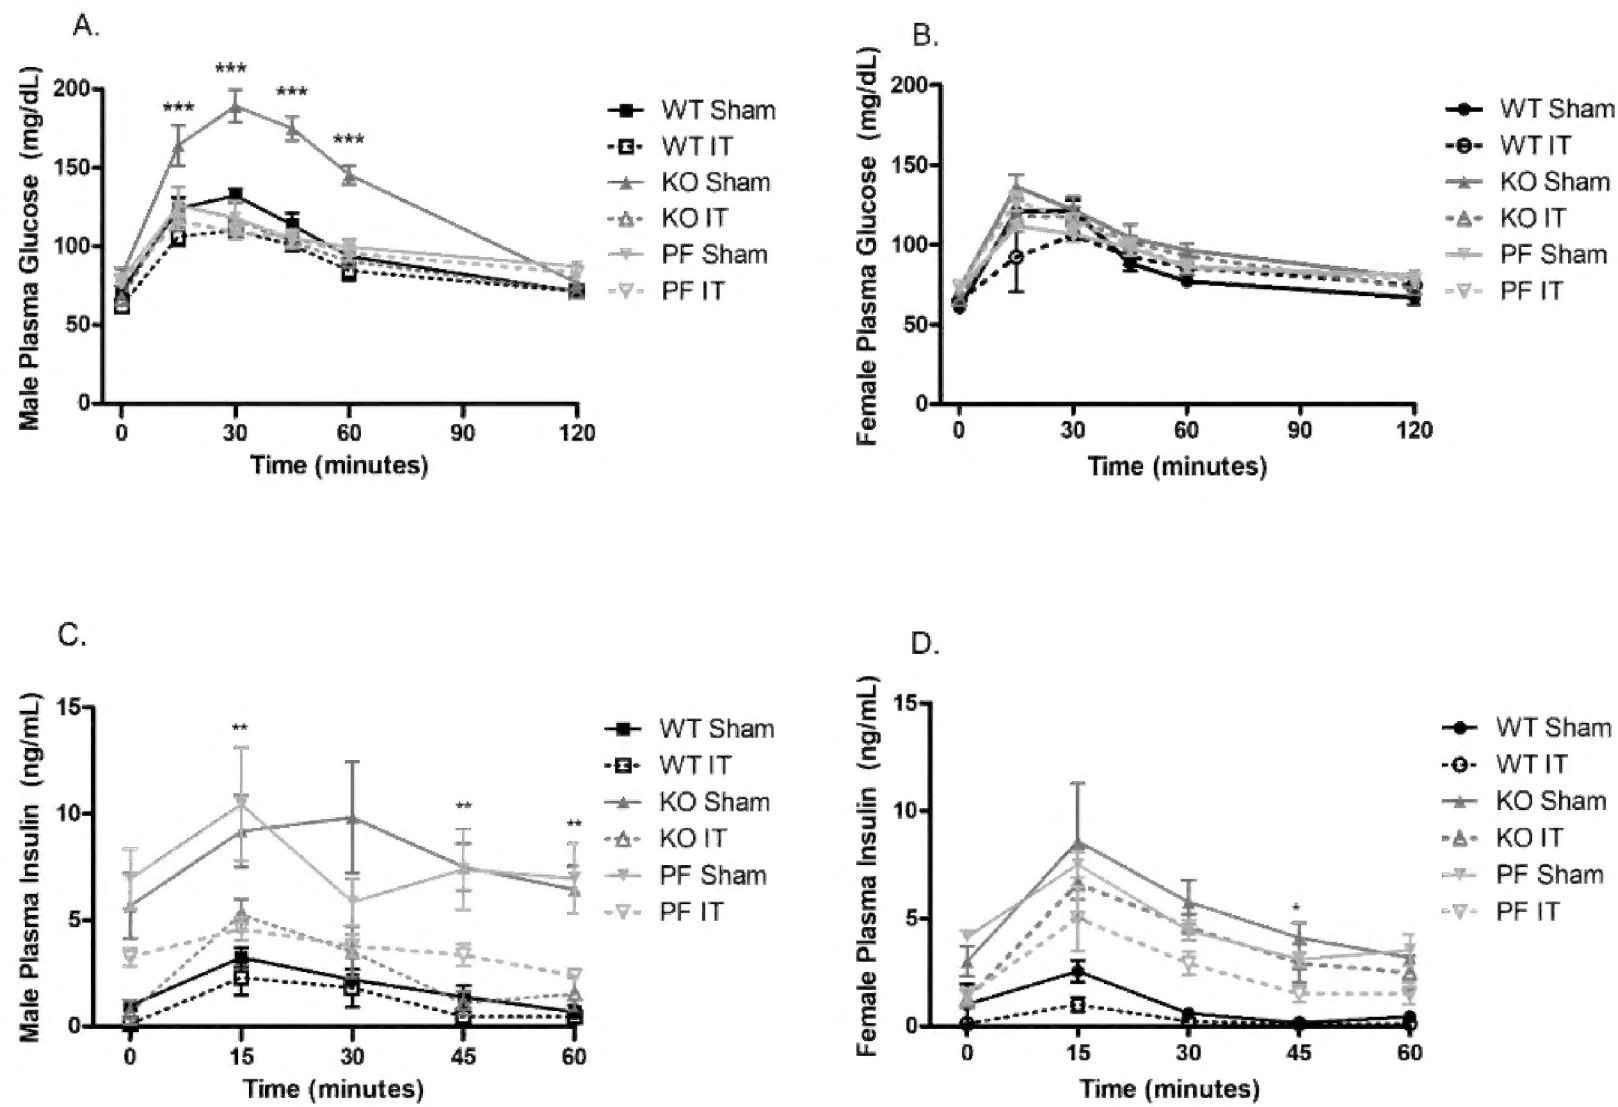 A.
Male Plasma Glucose (mg/dL)
200
150
100
50
0
***
***
***
***
0 30 60 90 120
Time (minutes)
WT Sham
WT IT
KO Sham
KO IT
PF Sham
PF IT
B.
Female Plasma Glucose (mg/dL)
200
150
100
50
0
0 30 60 90 120
Time (minutes)
WT Sham
WT IT
KO Sham
KO IT
PF Sham
PF IT
C.
Male Plasma Insulin (ng/mL)
15
10
5
0
**
**
**
0 15 30 45 60
Time (minutes)
WT Sham
WT IT
KO Sham
KO IT
PF Sham
PF IT
D.
Female Plasma Insulin (ng/mL)
15
10
5
0
*
0 15 30 45 60
Time (minutes)
WT Sham
WT IT
KO Sham
KO IT
PF Sham
PF IT